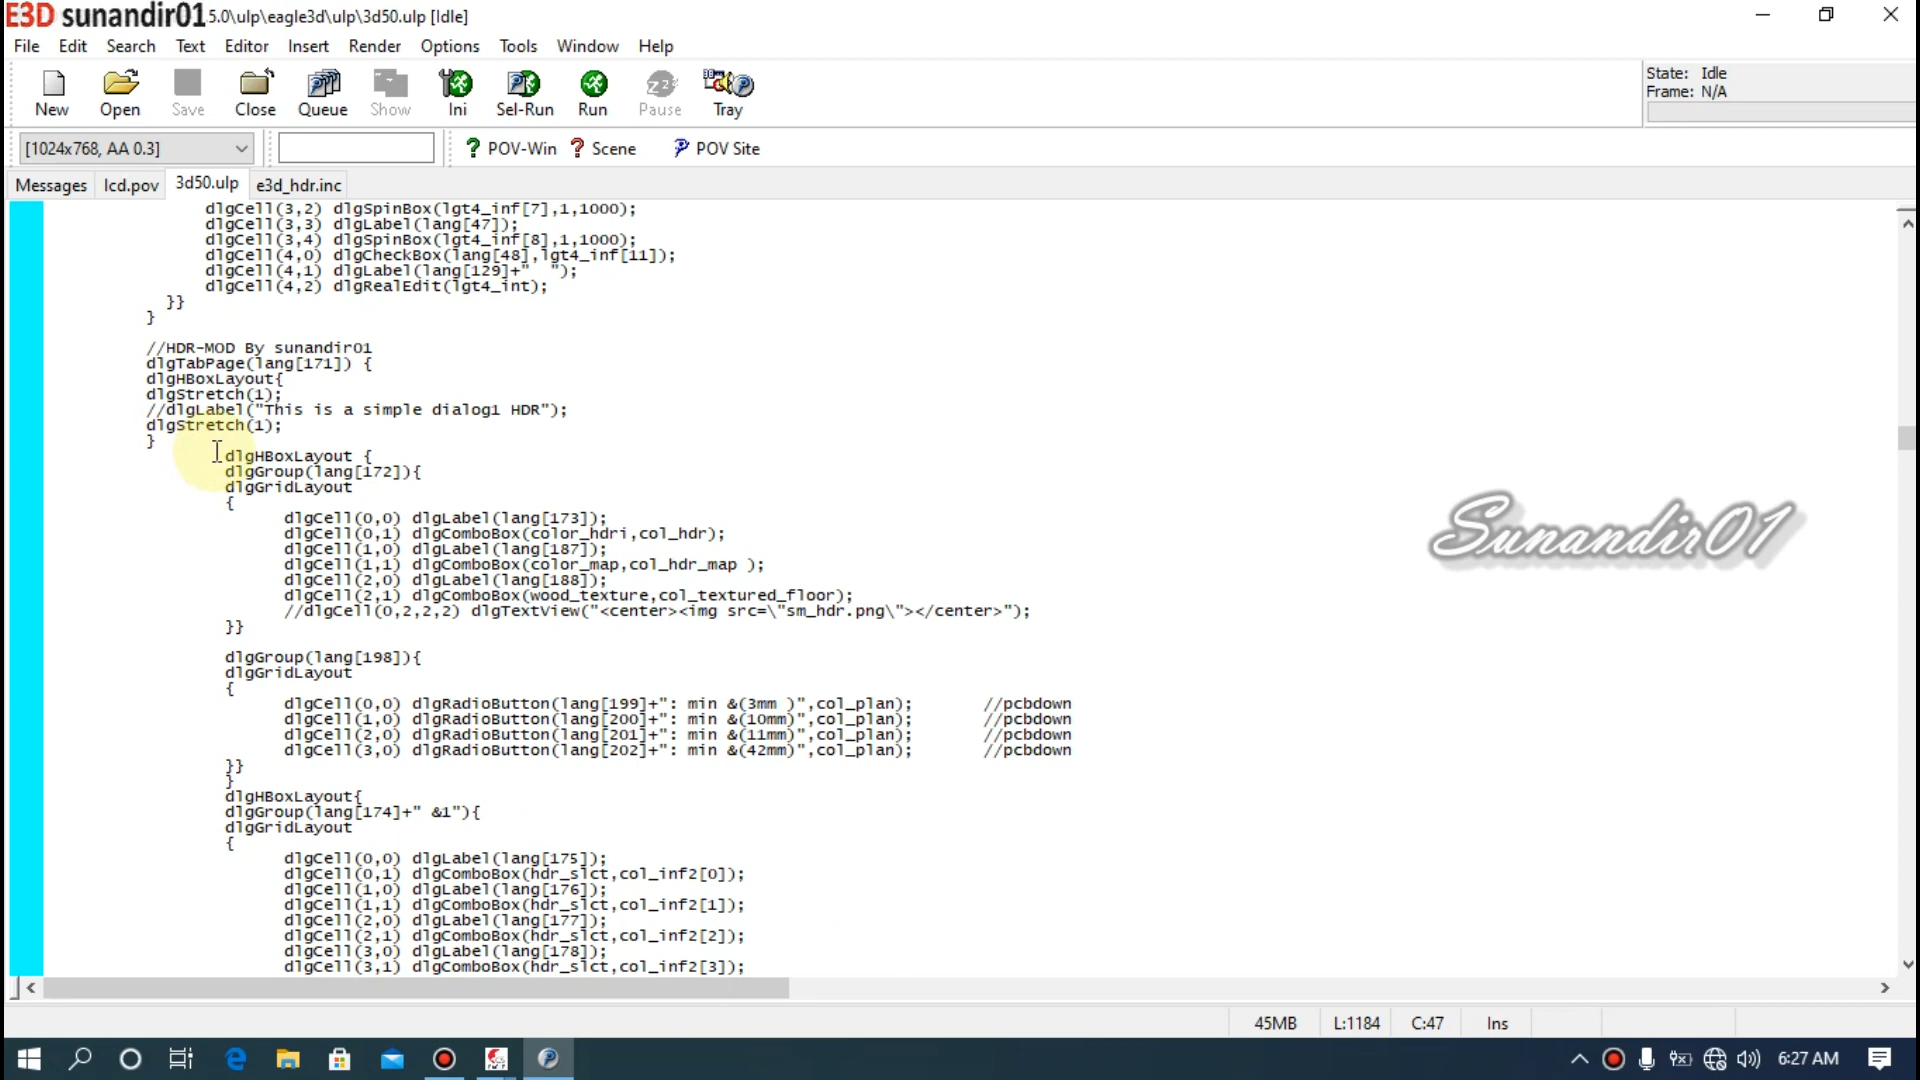 E3D sunandir01 5.0\ulp\eagle3d\ulp\3d50.ulp [Idle]
File Edit Search Text Editor Insert Render Options Tools Window Help
New Open Save Close Queue Show Ini Sel-Run Run Pause Tray
State: Idle
Frame: N/A
[1024x768, AA 0.3] POV-Win Scene POV Site
Messages lcd.pov 3d50.ulp e3d_hdr.inc
dlgCell(3,2) dlgSpinBox(lgt4_inf[7],1,1000);
dlgCell(3,3) dlgLabel(lang[47]);
dlgCell(3,4) dlgSpinBox(lgt4_inf[8],1,1000);
dlgCell(4,0) dlgCheckBox(lang[48],lgt4_inf[11]);
dlgCell(4,1) dlgLabel(lang[129]+"  ");
dlgCell(4,2) dlgRealEdit(lgt4_int);
}}
}
//HDR-MOD By sunandir01
dlgTabPage(lang[171]) {
dlgHBoxLayout{
dlgStretch(1);
//dlgLabel("This is a simple dialog1 HDR");
dlgStretch(1);
}
dlgHBoxLayout {
dlgGroup(lang[172]){
dlgGridLayout
{
dlgCell(0,0) dlgLabel(lang[173]);
dlgCell(0,1) dlgComboBox(color_hdri,col_hdr);
dlgCell(1,0) dlgLabel(lang[187]);
dlgCell(1,1) dlgComboBox(color_map,col_hdr_map );
dlgCell(2,0) dlgLabel(lang[188]);
dlgCell(2,1) dlgComboBox(wood_texture,col_textured_floor);
//dlgCell(0,2,2,2) dlgTextView("<center><img src=\"sm_hdr.png\"></center>");
}}
dlgGroup(lang[198]){
dlgGridLayout
{
dlgCell(0,0) dlgRadioButton(lang[199]+": min &(3mm )",col_plan); //pcbdown
dlgCell(1,0) dlgRadioButton(lang[200]+": min &(10mm)",col_plan); //pcbdown
dlgCell(2,0) dlgRadioButton(lang[201]+": min &(11mm)",col_plan); //pcbdown
dlgCell(3,0) dlgRadioButton(lang[202]+": min &(42mm)",col_plan); //pcbdown
}}
}
dlgHBoxLayout{
dlgGroup(lang[174]+" &1"){
dlgGridLayout
{
dlgCell(0,0) dlgLabel(lang[175]);
dlgCell(0,1) dlgComboBox(hdr_slct,col_inf2[0]);
dlgCell(1,0) dlgLabel(lang[176]);
dlgCell(1,1) dlgComboBox(hdr_slct,col_inf2[1]);
dlgCell(2,0) dlgLabel(lang[177]);
dlgCell(2,1) dlgComboBox(hdr_slct,col_inf2[2]);
dlgCell(3,0) dlgLabel(lang[178]);
dlgCell(3,1) dlgComboBox(hdr_slct,col_inf2[3]);
Sunandir01
45MB L:1184 C:47 Ins
6:27 AM